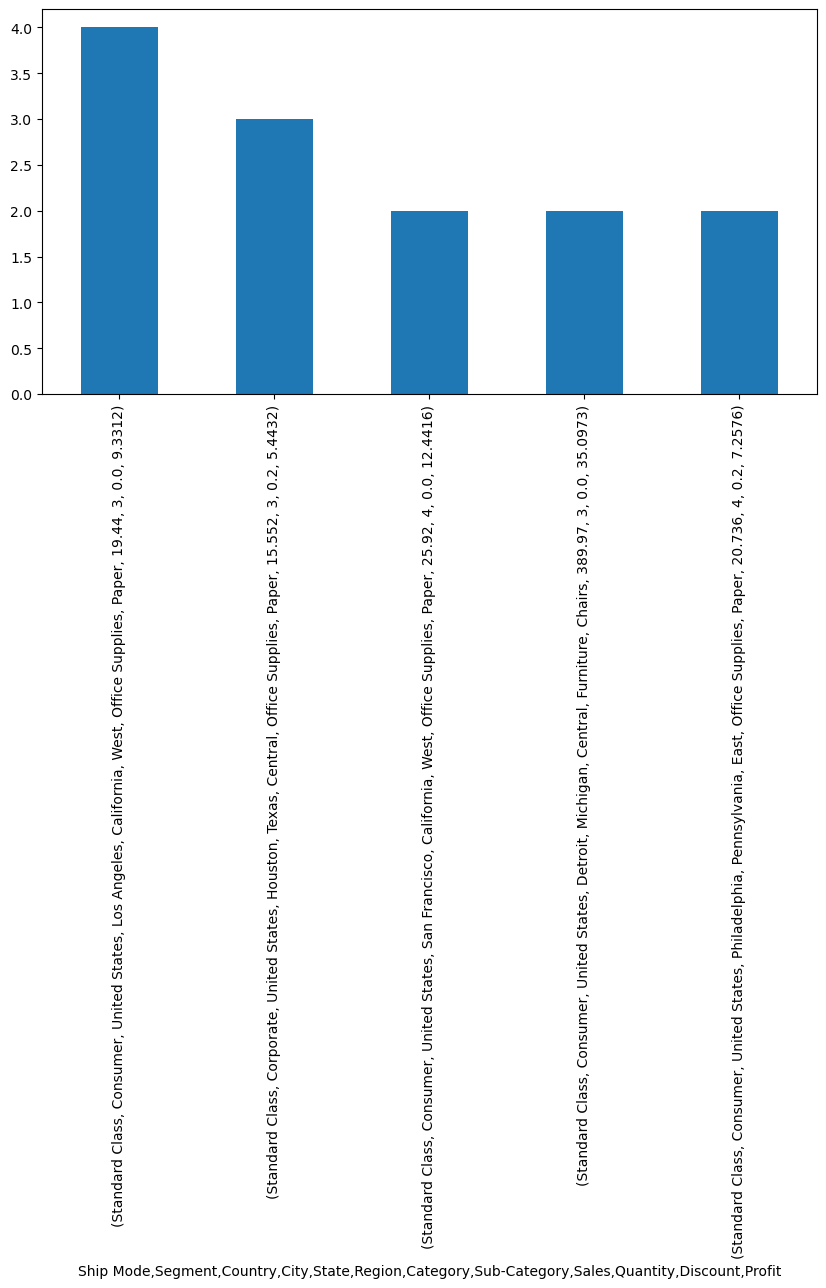 4.0
3.5
3.0
2.5
2.0
1.5
1.0
0.5
0.0
(Standard Class, Consumer, United States, Los Angeles, California, West, Office Supplies, Paper, 19.44, 3, 0.0, 9.3312)
(Standard Class, Corporate, United States, Houston, Texas, Central, Office Supplies, Paper, 15.552, 3, 0.2, 5.4432)
(Standard Class, Consumer, United States, San Francisco, California, West, Office Supplies, Paper, 25.92, 4, 0.0, 12.4416)
(Standard Class, Consumer, United States, Detroit, Michigan, Central, Furniture, Chairs, 389.97, 3, 0.0, 35.0973)
(Standard Class, Consumer, United States, Philadelphia, Pennsylvania, East, Office Supplies, Paper, 20.736, 4, 0.2, 7.2576)
Ship Mode,Segment,Country,City,State,Region,Category,Sub-Category,Sales,Quantity,Discount,Profit